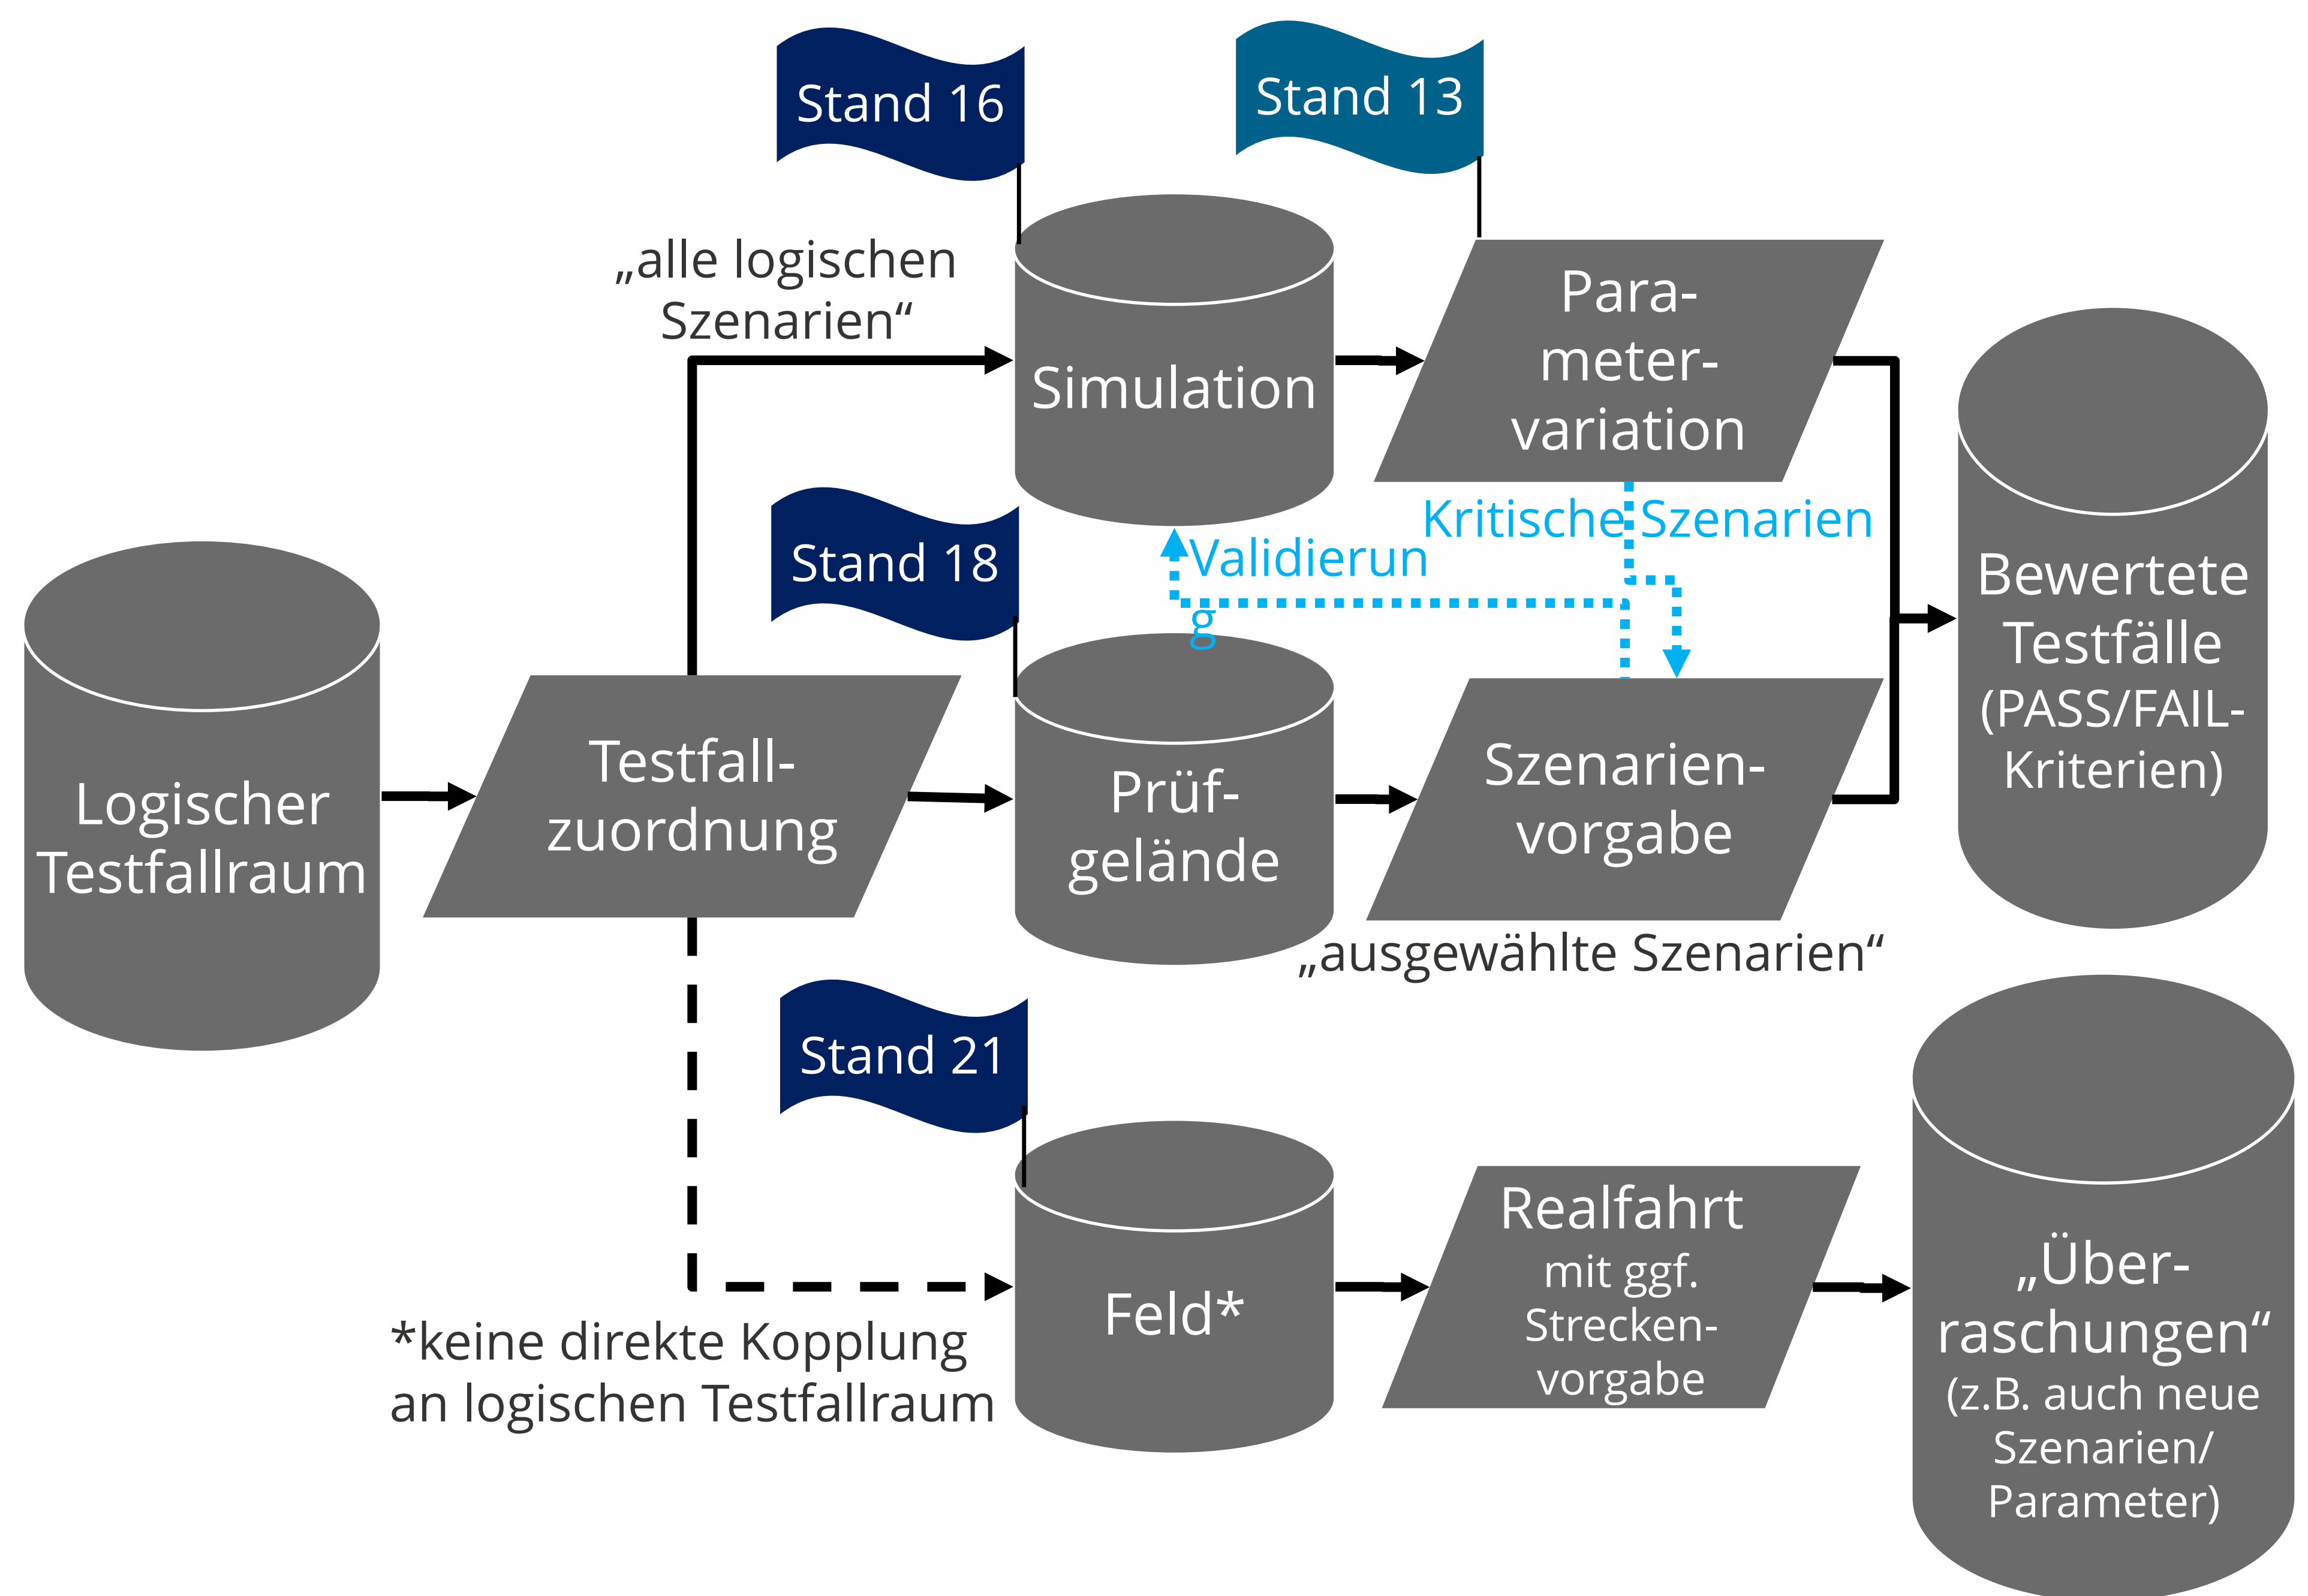 Stand 16
Stand 13
„alle logischen
Szenarien“
Simulation
Para-
meter-
variation
Kritische Szenarien
Validierun
g
Stand 18
Logischer
Testfallraum
Testfall-
zuordnung
Prüf-
gelände
Szenarien-
vorgabe
„ausgewählte Szenarien“
Bewertete
Testfälle
(PASS/FAIL-
Kriterien)
Stand 21
Feld*
*keine direkte Kopplung
an logischen Testfallraum
Realfahrt
mit ggf.
Strecken-
vorgabe
„Über-
raschungen“
(z.B. auch neue
Szenarien/
Parameter)